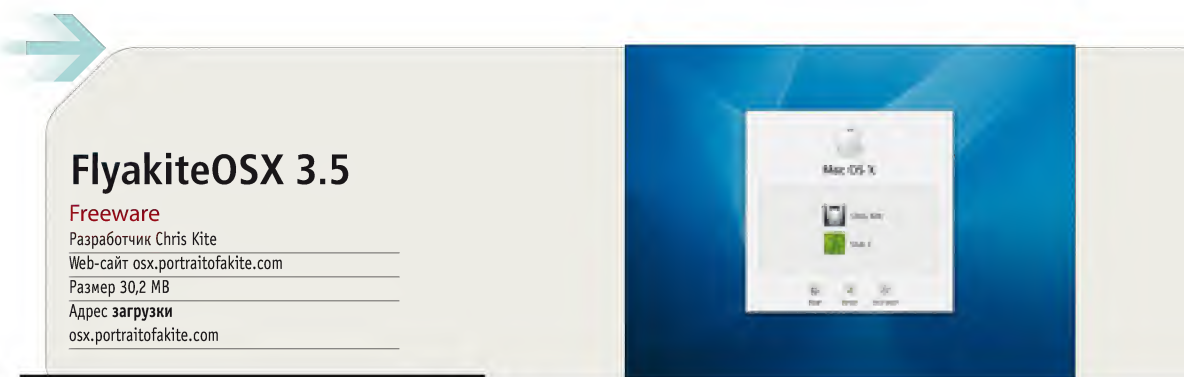 FlyakiteOSX 3.5
Freeware
Разработчик Chris Kite
Web-сайт osx.portraitofakite.com
Размер 30,2 MB
Адрес загрузки
osx.portraitofakite.com
Mac OS X